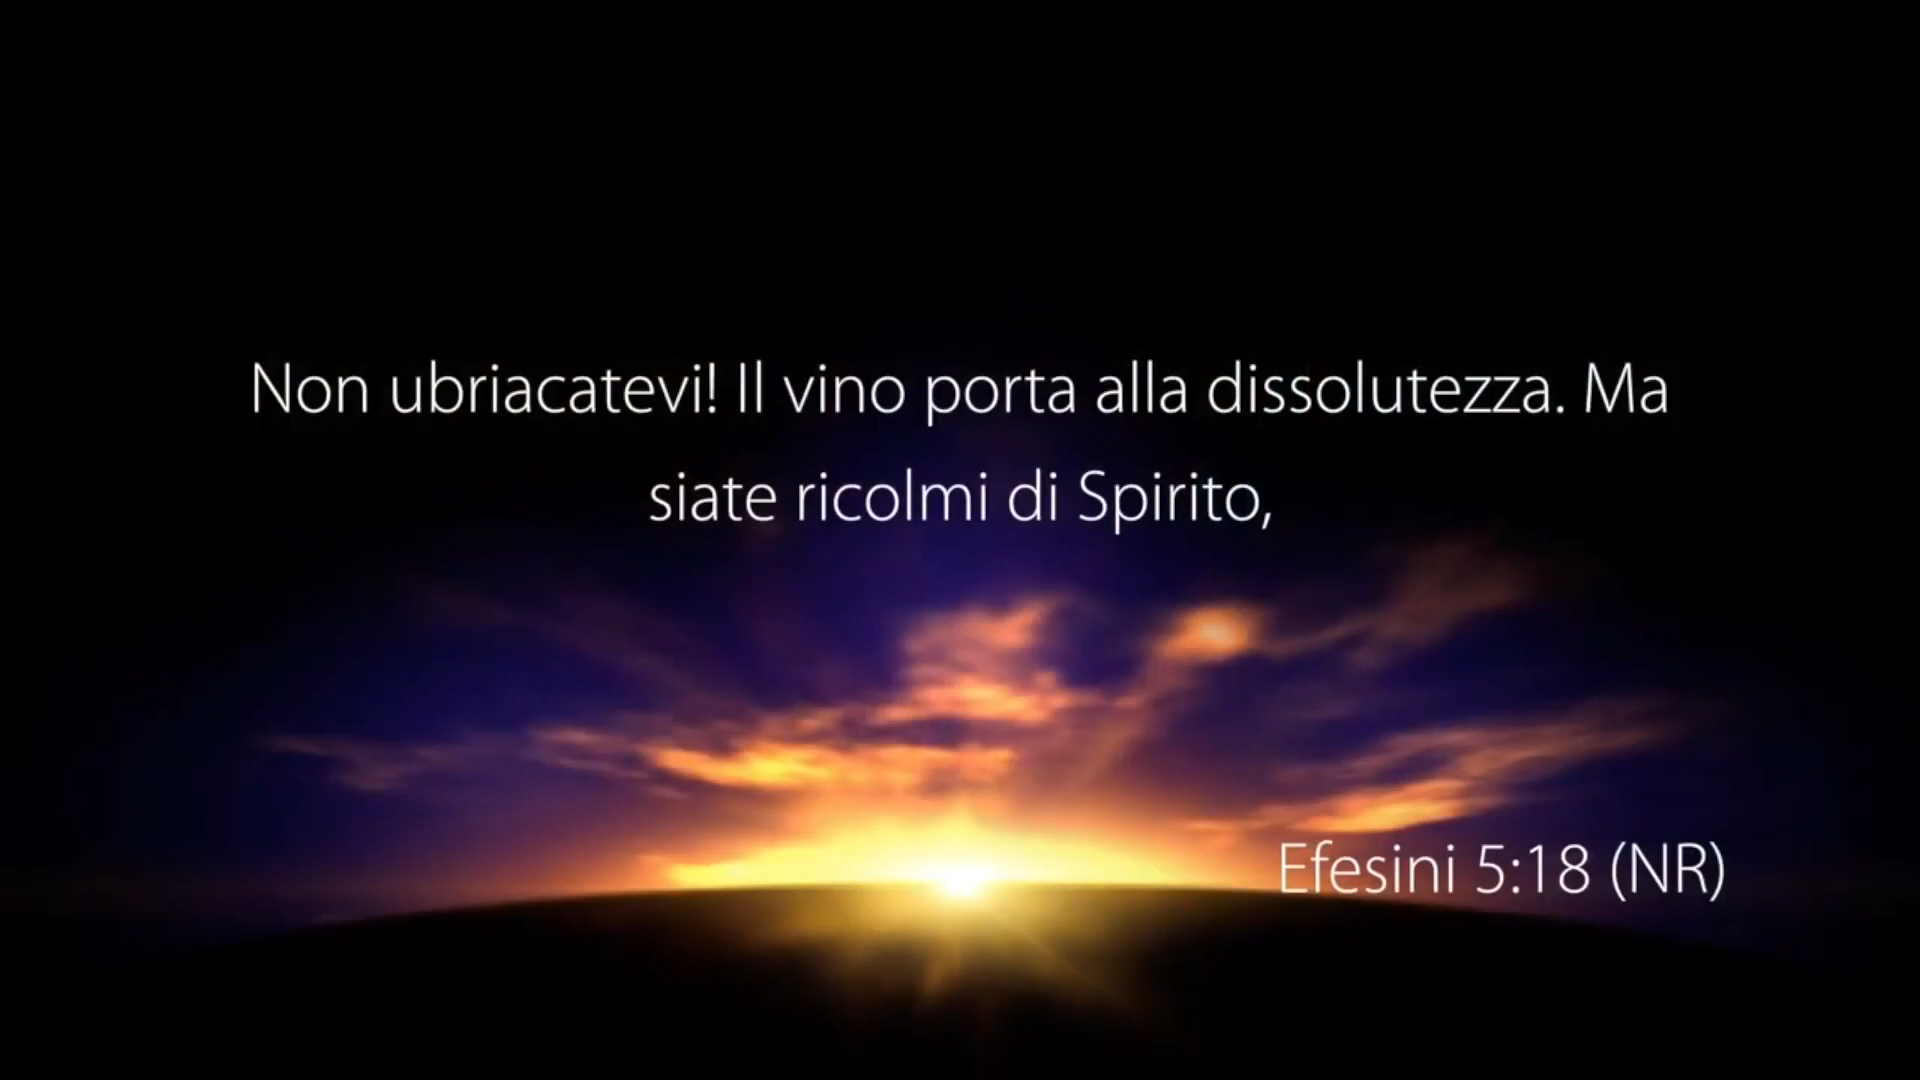 Non ubriacatevi! Il vino porta alla dissolutezza. Ma
siate ricolmi di Spirito,
Efesini 5:18 (NR)